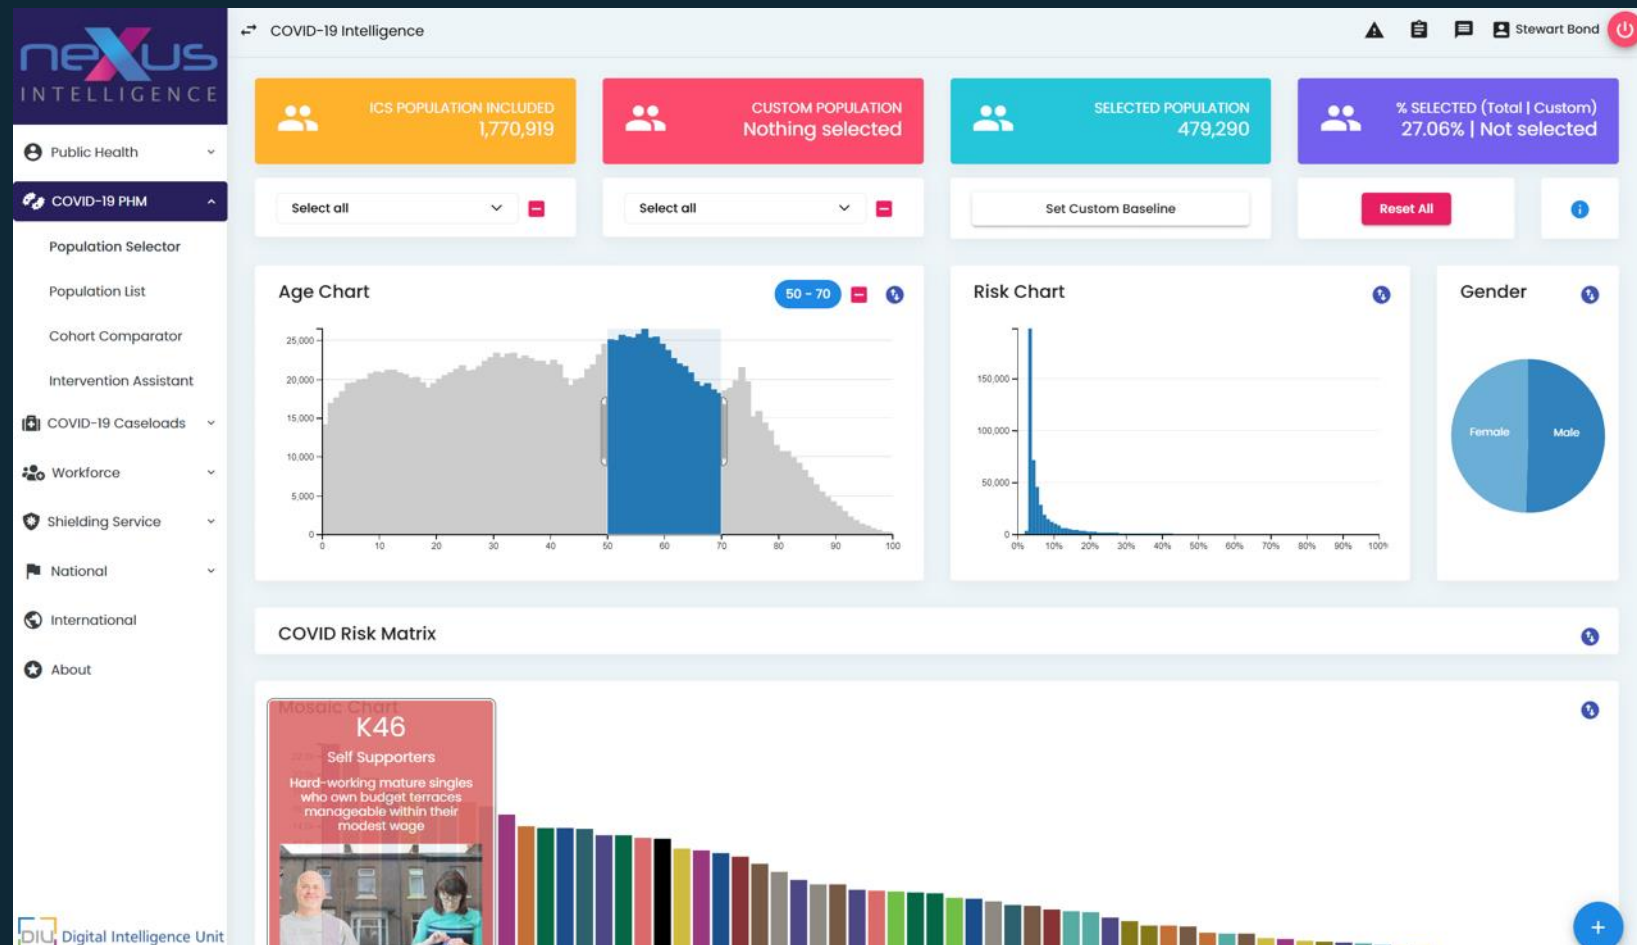 neXus
INTELLIGENCE
COVID-19 Intelligence
Stewart Bond
ICS POPULATION INCLUDED
1,770,919
CUSTOM POPULATION
Nothing selected
SELECTED POPULATION
479,290
% SELECTED (Total | Custom)
27.06% | Not selected
Public Health
COVID-19 PHM
Population Selector
Population List
Cohort Comparator
Intervention Assistant
COVID-19 Caseloads
Workforce
Shielding Service
National
International
About
DIU Digital Intelligence Unit
Select all
Select all
Set Custom Baseline
Reset All
Age Chart
50 - 70
25,000
20,000
15,000
10,000
5,000
0
0 10 20 30 40 50 60 70 80 90 100
Risk Chart
150,000
100,000
50,000
0
0% 10% 20% 30% 40% 50% 60% 70% 80% 90% 100%
Gender
Female Male
COVID Risk Matrix
Mosaic Chart
K46
Self Supporters
Hard-working mature singles
who own budget terraces
manageable within their
modest wage